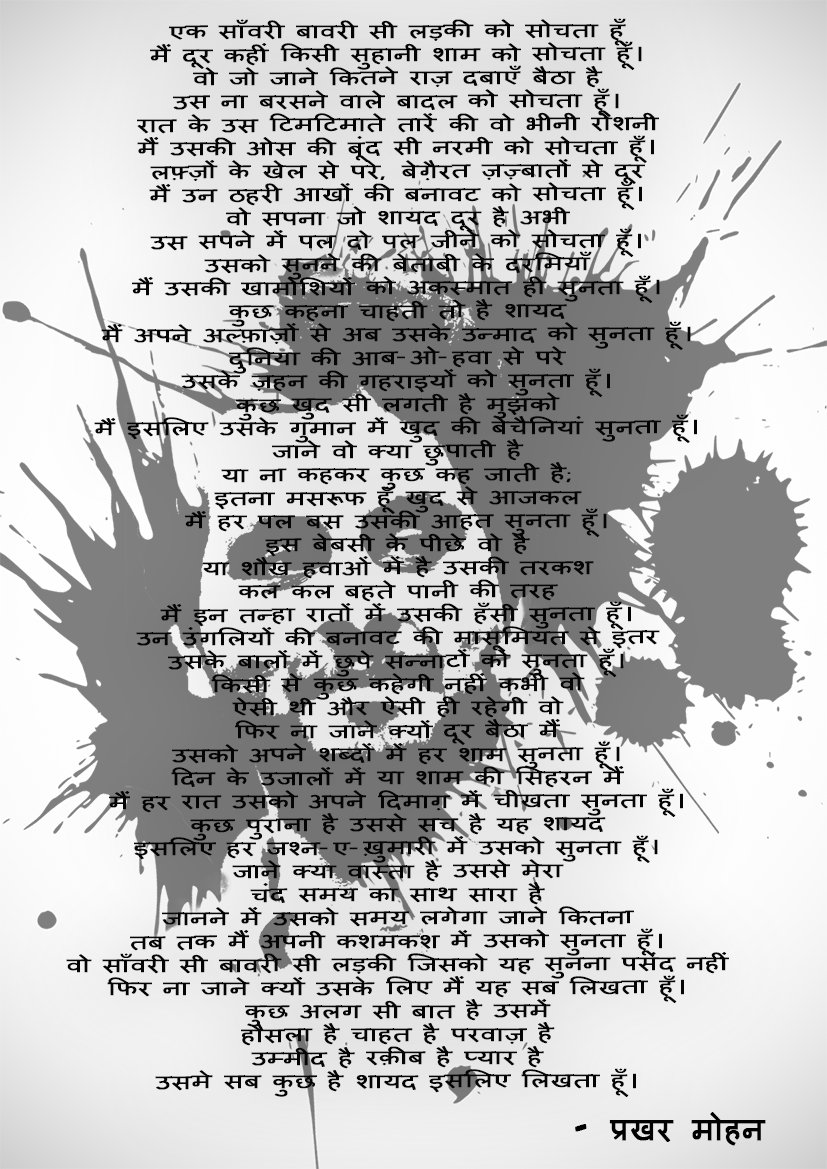 एक साँवरी बावरी सी लड़की को सोचता हूँ
मैं दूर कहीं किसी सुहानी शाम को सोचता हूँ।
वो जो जाने कितने राज़ दबाएँ बैठा है
उस ना बरसने वाले बादल को सोचता हूँ।
रात के उस टिमटिमाते तारें की वो भीनी रौशनी
मैं उसकी ओस की बूंद सी नरमी को सोचता हूँ।
लफ़्ज़ों के खेल से परे, बेग़ैरत ज़ज़्बातों से दूर
मैं उन ठहरी आखों की बनावट को सोचता हूँ।
वो सपना जो शायद दूर है अभी
उस सपने में पल दो पल जीने को सोचता हूँ।
उसको सुनने की बेताबी के दरमियाँ
मैं उसकी खामोशियों को अकस्मात ही सुनता हूँ।
कुछ कहना चाहती तो है शायद
मैं अपने अल्फ़ाज़ों से अब उसके उन्माद को सुनता हूँ।
दुनिया की आब-ओ-हवा से परे
उसके ज़हन की गहराइयों को सुनता हूँ।
कुछ खुद सी लगती है मुझको
मैं इसलिए उसके गुमान में खुद की बेचैनियां सुनता हूँ।
जाने वो क्या छुपाती है
या ना कहकर कुछ कह जाती है;
इतना मसरूफ हूँ खुद से आजकल
मैं हर पल बस उसकी आहत सुनता हूँ।
इस बेबसी के पीछे वो है
या शौख हवाओं में है उसकी तरकश
कल कल बहते पानी की तरह
मैं इन तन्हा रातों में उसकी हँसी सुनता हूँ।
उन उंगलियों की बनावट की मासूमियत से इतर
उसके बालों में छुपे सन्नाटों को सुनता हूँ।
किसी से कुछ कहेगी नहीं कभी वो
ऐसी थी और ऐसी ही रहेगी वो
फिर ना जाने क्यों दूर बैठा मैं
उसको अपने शब्दों में हर शाम सुनता हूँ।
दिन के उजालों में या शाम की सिहरन मैं
मैं हर रात उसको अपने दिमाग़ में चीखता सुनता हूँ।
कुछ पुराना है उससे सच है यह शायद
इसलिए हर जश्न-ए-ख़ुमारी में उसको सुनता हूँ।
जाने क्या वास्ता है उससे मेरा
चंद समय का साथ सारा है
जानने में उसको समय लगेगा जाने कितना
तब तक मैं अपनी कशमकश में उसको सुनता हूँ।
वो साँवरी सी बावरी सी लड़की जिसको यह सुनना पसंद नहीं
फिर ना जाने क्यों उसके लिए मैं यह सब लिखता हूँ।
कुछ अलग सी बात है उसमें
हौसला है चाहत है परवाज़ है
उम्मीद है रक़ीब है प्यार है
उसमे सब कुछ है शायद इसलिए लिखता हूँ।
- प्रखर मोहन